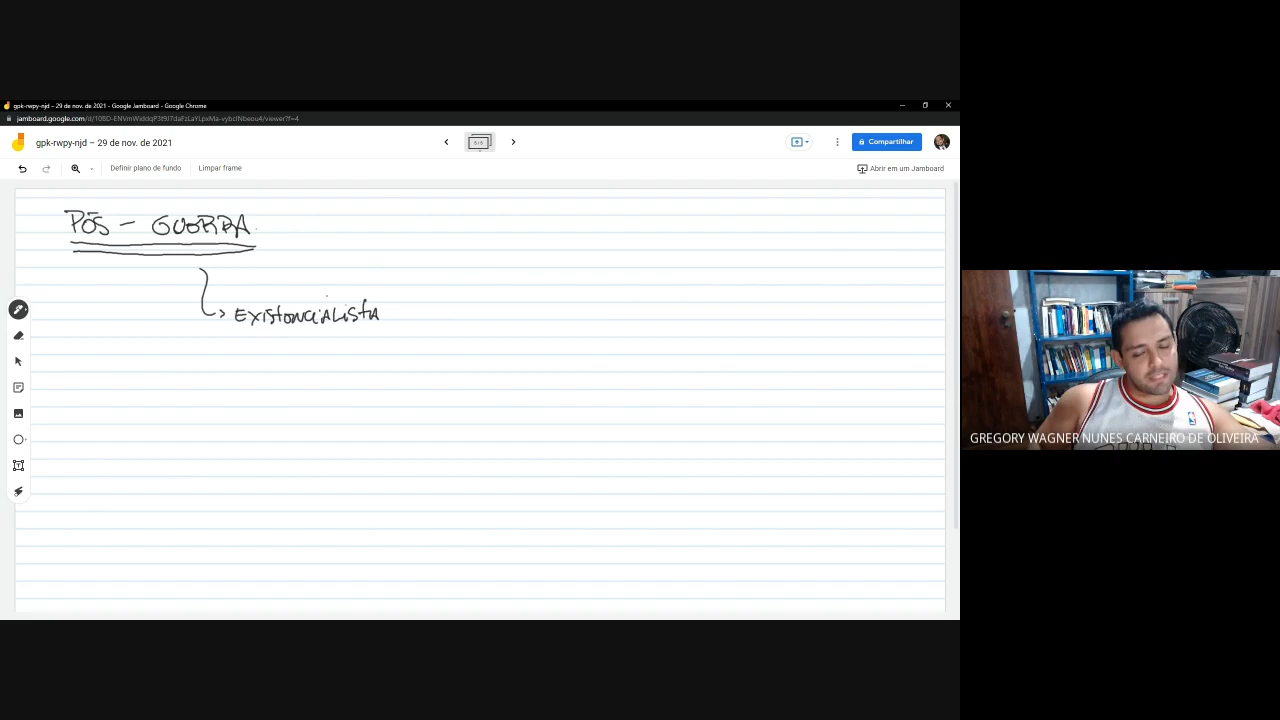 gpk-rwpy-njd – 29 de nov. de 2021 - Google Jamboard - Google Chrome
gpk-rwpy-njd – 29 de nov. de 2021
6/6
Compartilhar
Definir plano de fundo
Limpar frame
Abrir em um Jamboard
PÓS - GUERRA
EXISTENCIALISTA
GREGORY WAGNER NUNES CARNEIRO DE OLIVEIRA